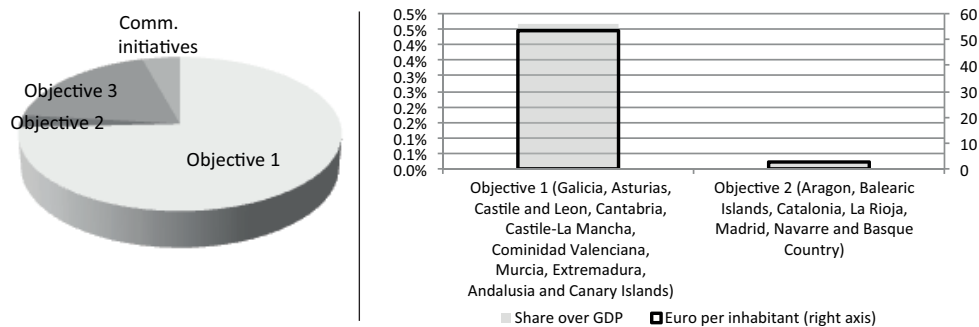 Comm.
initiatives
Objective 3
Objective 2
Objective 1
0.5%
0.5%
0.4%
0.4%
0.3%
0.3%
0.2%
0.2%
0.1%
0.1%
0.0%
60
50
40
30
20
10
0
Objective 1 (Galicia, Asturias,
Castile and Leon, Cantabria,
Castile-La Mancha,
Cominidad Valenciana,
Murcia, Extremadura,
Andalusia and Canary Islands)
Objective 2 (Aragon, Balearic
Islands, Catalonia, La Rioja,
Madrid, Navarre and Basque
Country)
Share over GDP
Euro per inhabitant (right axis)